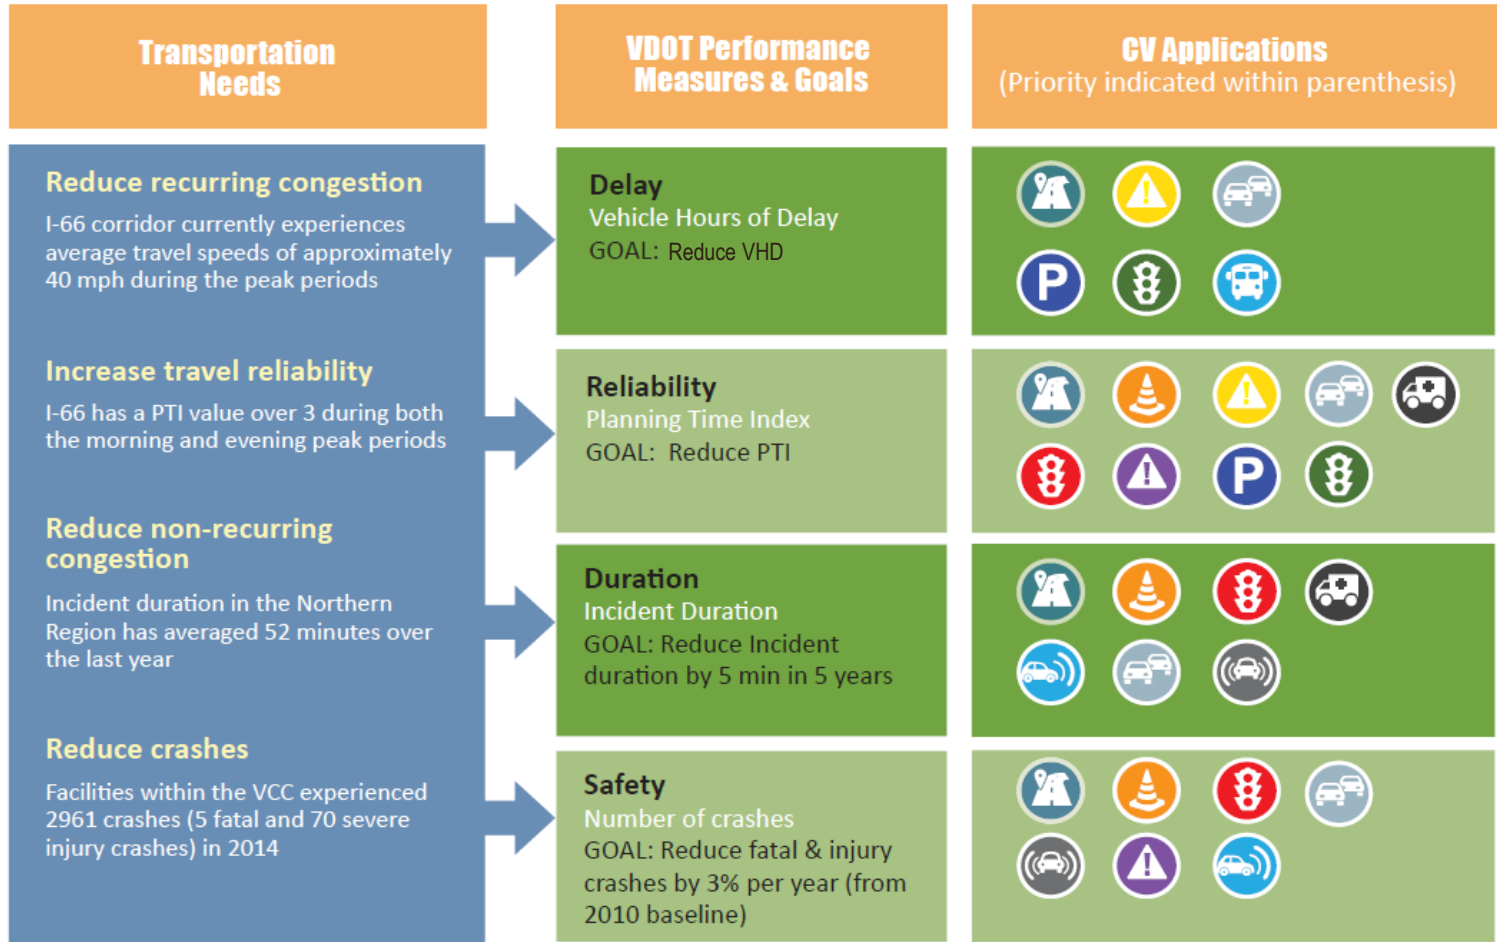 Transportation
Needs
VDOT Performance
Measures & Goals
CV Applications
(Priority indicated within parenthesis)
Reduce recurring congestion
I-66 corridor currently experiences
average travel speeds of approximately
40 mph during the peak periods
Delay
Vehicle Hours of Delay
GOAL: Reduce VHD
P
Increase travel reliability
I-66 has a PTI value over 3 during both
the morning and evening peak periods
Reliability
Planning Time Index
GOAL: Reduce PTI
P
Reduce non-recurring
congestion
Incident duration in the Northern
Region has averaged 52 minutes over
the last year
Duration
Incident Duration
GOAL: Reduce Incident
duration by 5 min in 5 years
Reduce crashes
Facilities within the VCC experienced
2961 crashes (5 fatal and 70 severe
injury crashes) in 2014
Safety
Number of crashes
GOAL: Reduce fatal & injury
crashes by 3% per year (from
2010 baseline)